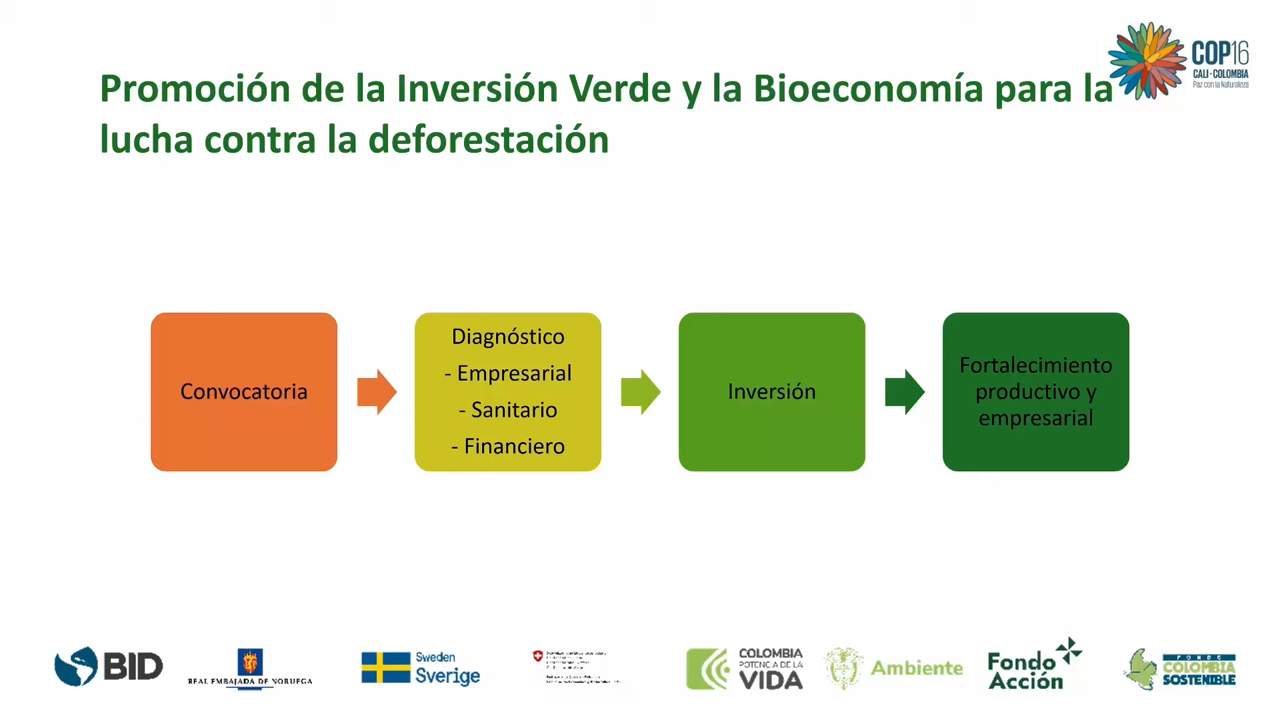 COP16
CALI · COLOMBIA
Paz con la Naturaleza
Promoción de la Inversión Verde y la Bioeconomía para la
lucha contra la deforestación
Convocatoria
Diagnóstico
- Empresarial
- Sanitario
- Financiero
Inversión
Fortalecimiento
productivo y
empresarial
BID
REAL EMBAJADA DE NORUEGA
Sweden
Sverige
COLOMBIA
POTENCIA DE LA
VIDA
Ambiente
Fondo
Acción
FONDO
COLOMBIA
SOSTENIBLE